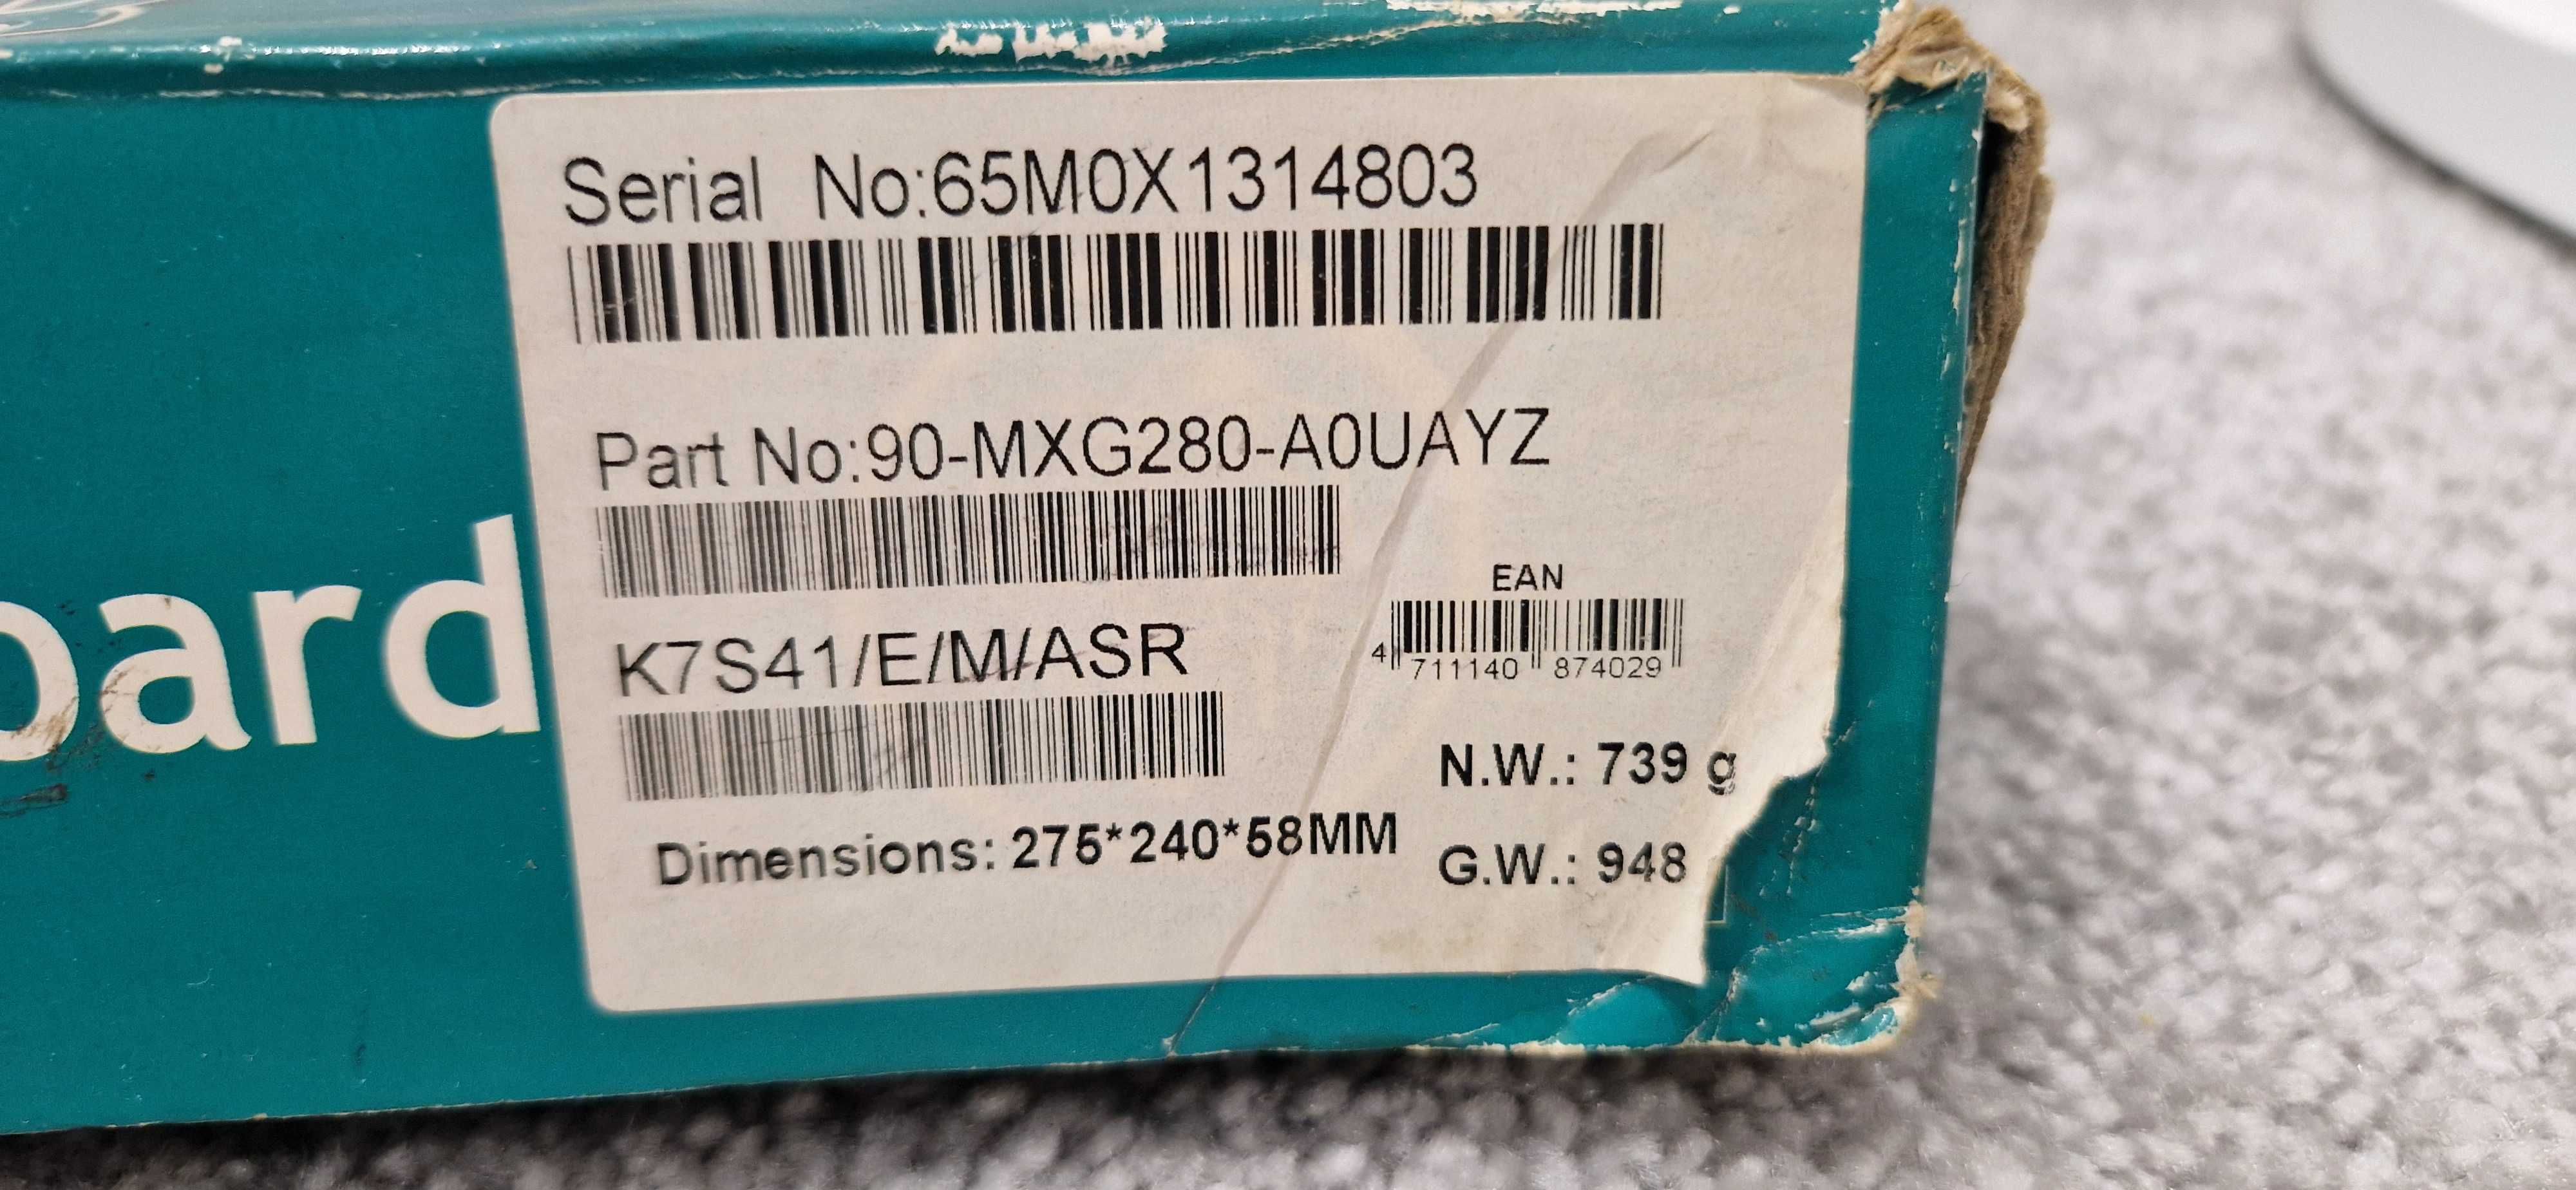 Serial No:65M0X1314803
Part No:90-MXG280-A0UAYZ
EAN
4 711140 874029
K7S41/E/M/ASR
N.W.: 739 g
Dimensions: 275*240*58MM
G.W.: 948
oard